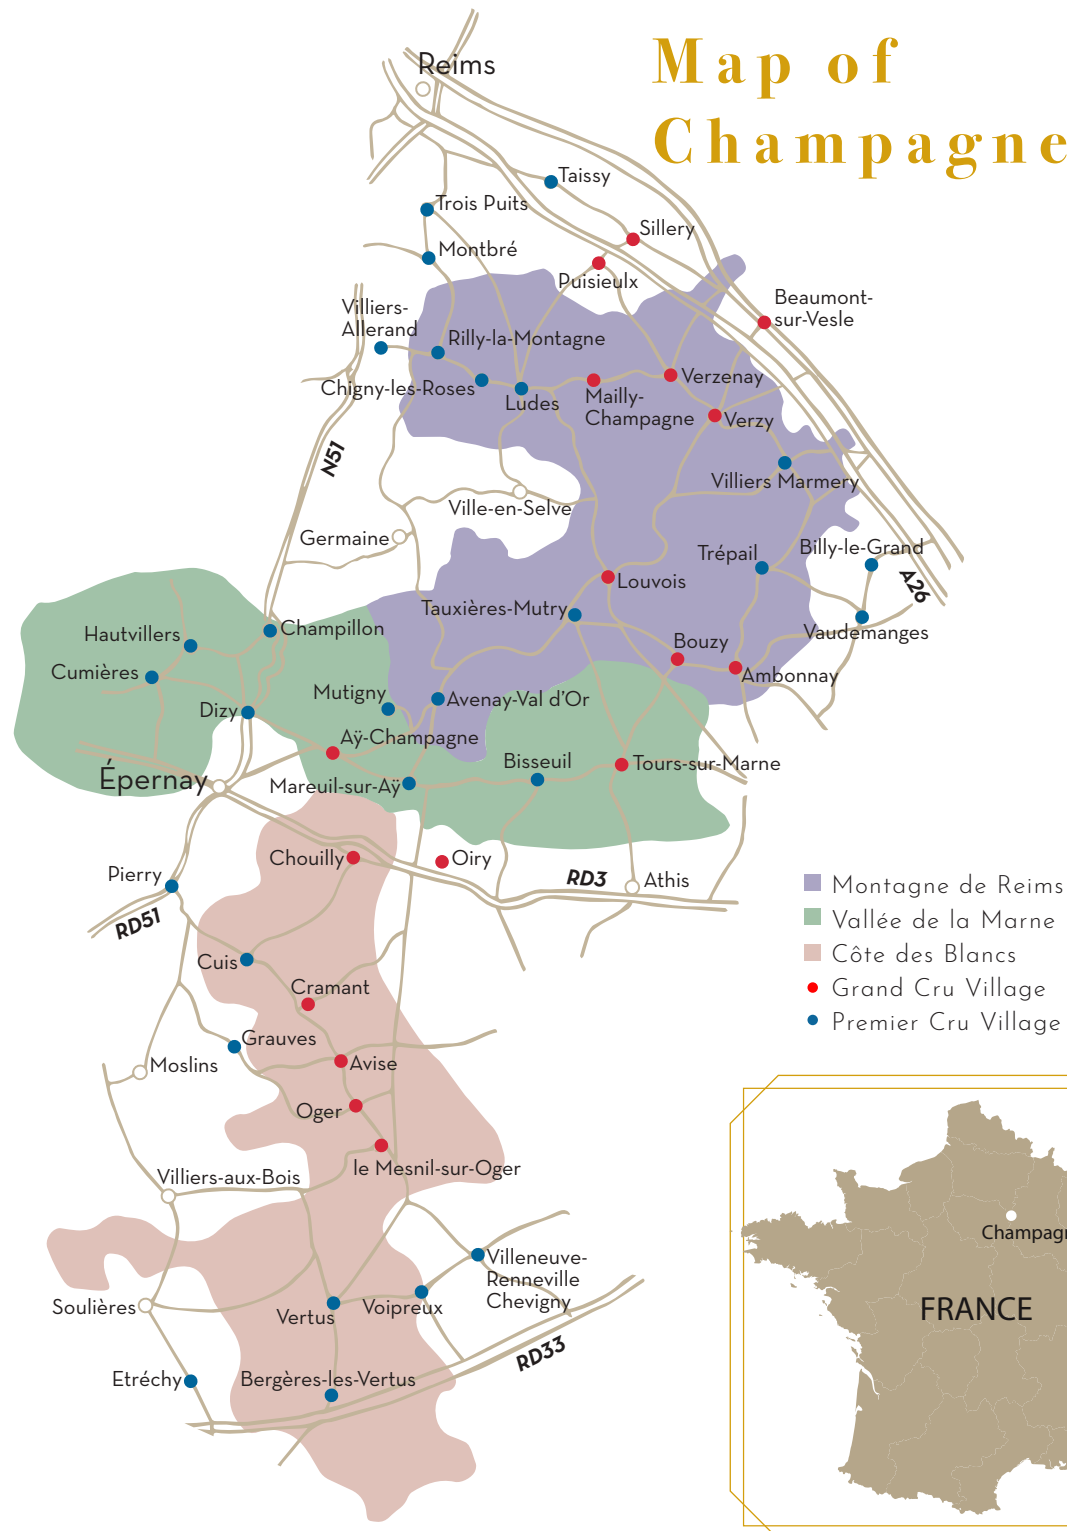 Map of
Champagne
Reims
Taissy
Trois Puits
Sillery
Montbré
Puisieulx
Beaumont-
sur-Vesle
Villiers-
Allerand
Rilly-la-Montagne
Chigny-les-Roses
Ludes
Mailly-
Champagne
Verzenay
Verzy
N51
Villiers Marmery
Ville-en-Selve
Germaine
Trépail
Billy-le-Grand
A26
Louvois
Tauxières-Mutry
Vaudemanges
Hautvillers
Champillon
Bouzy
Cumières
Ambonnay
Mutigny
Avenay-Val d'Or
Dizy
Aÿ-Champagne
Bisseuil
Tours-sur-Marne
Épernay
Mareuil-sur-Aÿ
Chouilly
Oiry
Pierry
RD3
Athis
RD51
Montagne de Reims
Vallée de la Marne
Côte des Blancs
Grand Cru Village
Premier Cru Village
Cuis
Cramant
Grauves
Moslins
Avise
Oger
le Mesnil-sur-Oger
Villiers-aux-Bois
Villeneuve-
Renneville
Chevigny
Soulières
Vertus
Voipreux
RD33
Etréchy
Bergères-les-Vertus
Champagn
FRANCE